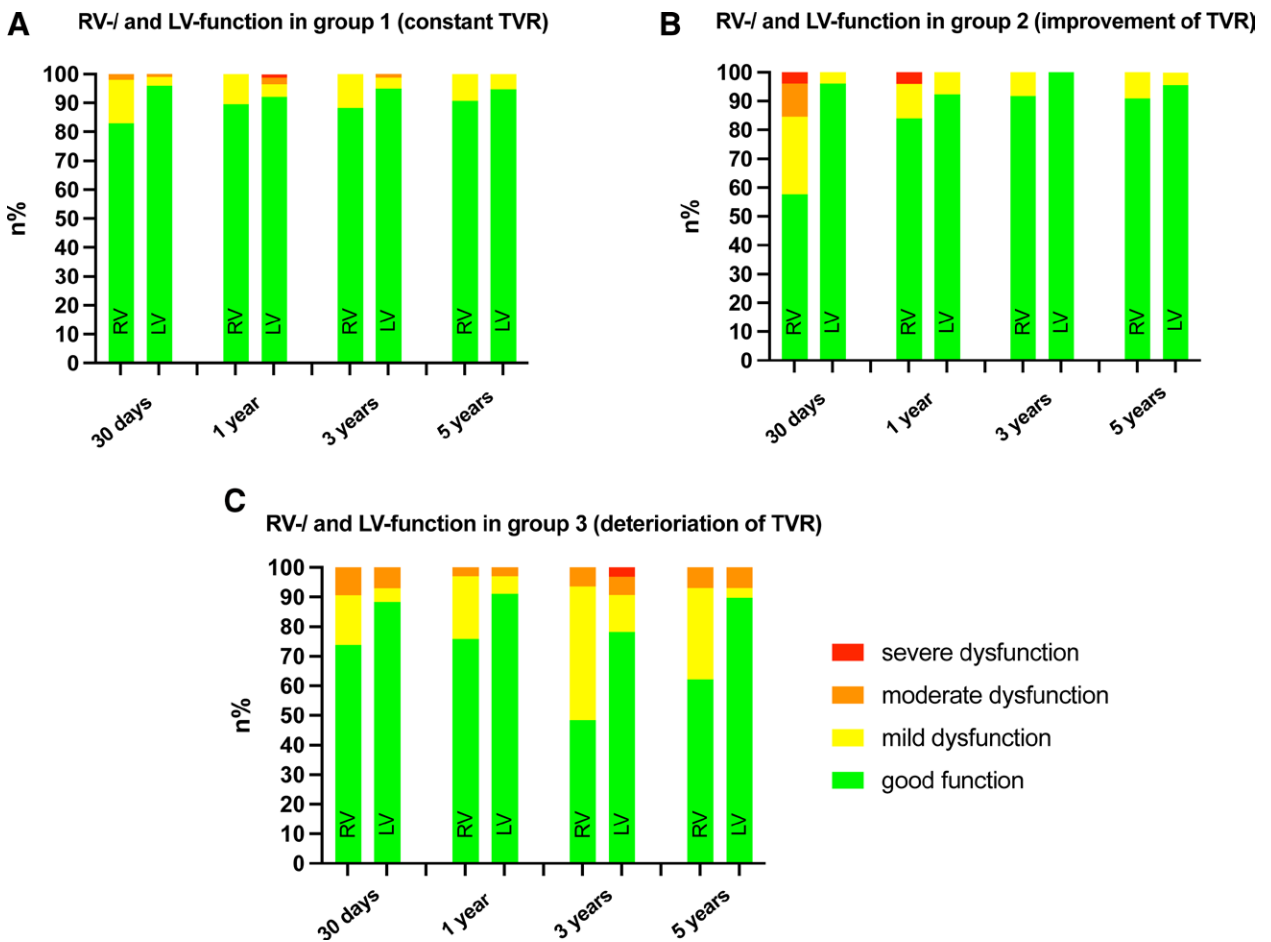 A
RV-/ and LV-function in group 1 (constant TVR)
n%
100
90
80
70
60
50
40
30
20
10
0
RV
LV
RV
LV
RV
LV
RV
LV
30 days
1 year
3 years
5 years
B
RV-/ and LV-function in group 2 (improvement of TVR)
n%
100
90
80
70
60
50
40
30
20
10
0
RV
LV
RV
LV
RV
LV
RV
LV
30 days
1 year
3 years
5 years
C
RV-/ and LV-function in group 3 (deterioriation of TVR)
n%
100
90
80
70
60
50
40
30
20
10
0
RV
LV
RV
LV
RV
LV
RV
LV
30 days
1 year
3 years
5 years
severe dysfunction
moderate dysfunction
mild dysfunction
good function